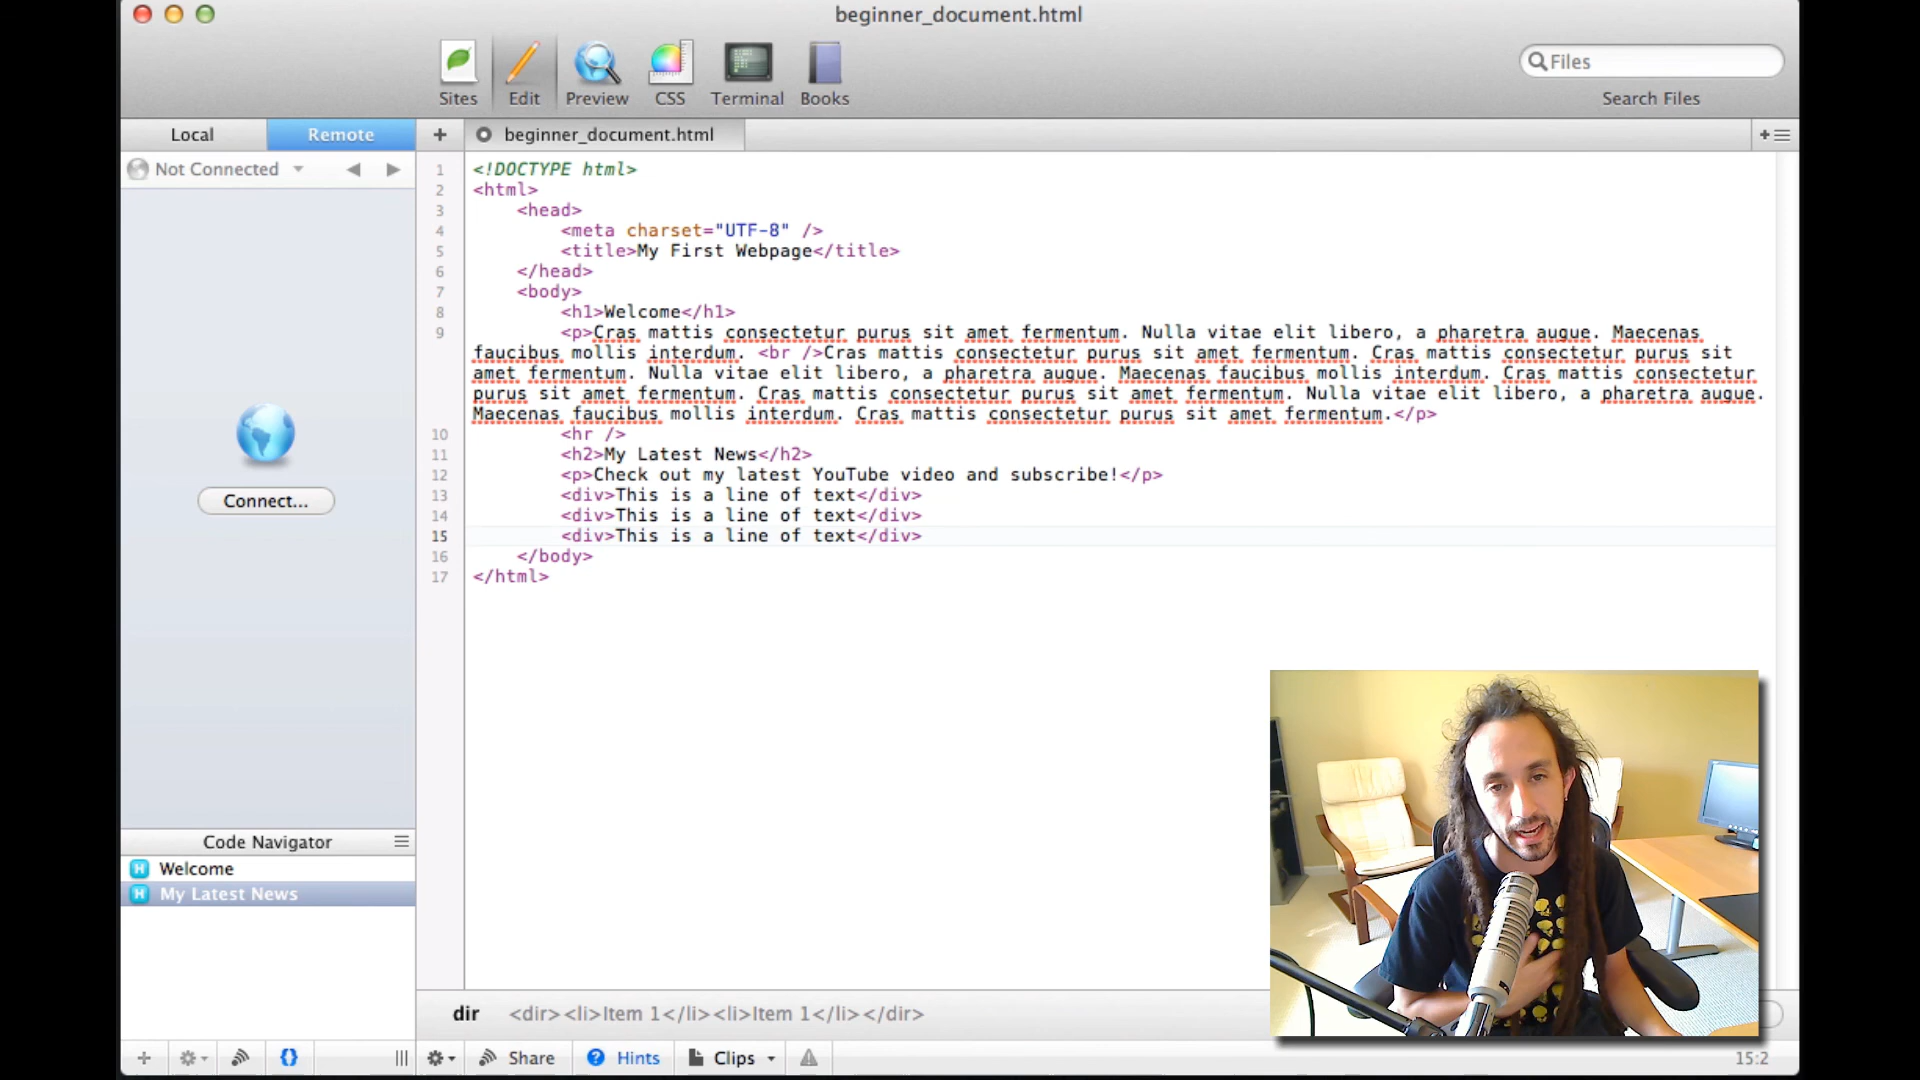 beginner_document.html
Sites
Edit
Preview
CSS
Terminal
Books
Files
Search Files
Local
Remote
+
beginner_document.html
Not Connected
1 <!DOCTYPE html>
2 <html>
3 <head>
4 <meta charset="UTF-8" />
5 <title>My First Webpage</title>
6 </head>
7 <body>
8 <h1>Welcome</h1>
9 <p>Cras mattis consectetur purus sit amet fermentum. Nulla vitae elit libero, a pharetra augue. Maecenas
faucibus mollis interdum. <br />Cras mattis consectetur purus sit amet fermentum. Cras mattis consectetur purus sit
amet fermentum. Nulla vitae elit libero, a pharetra augue. Maecenas faucibus mollis interdum. Cras mattis consectetur
purus sit amet fermentum. Cras mattis consectetur purus sit amet fermentum. Nulla vitae elit libero, a pharetra augue.
Maecenas faucibus mollis interdum. Cras mattis consectetur purus sit amet fermentum.</p>
10 <hr />
11 <h2>My Latest News</h2>
12 <p>Check out my latest YouTube video and subscribe!</p>
13 <div>This is a line of text</div>
14 <div>This is a line of text</div>
15 <div>This is a line of text</div>
16 </body>
17 </html>
Connect...
Code Navigator
H Welcome
H My Latest News
dir <dir><li>Item 1</li><li>Item 1</li></dir>
Share
? Hints
Clips
15:2